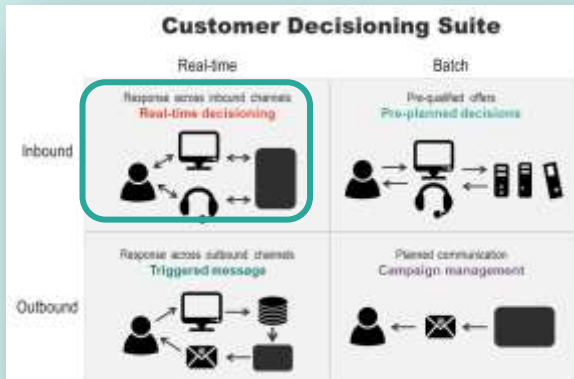 Customer Decisioning Suite
Real-time
Batch
Inbound
Response across inbound channels
Real-time decisioning
Pre-qualified offers
Pre-planned decisions
Outbound
Response across outbound channels
Triggered message
Planned communication
Campaign management